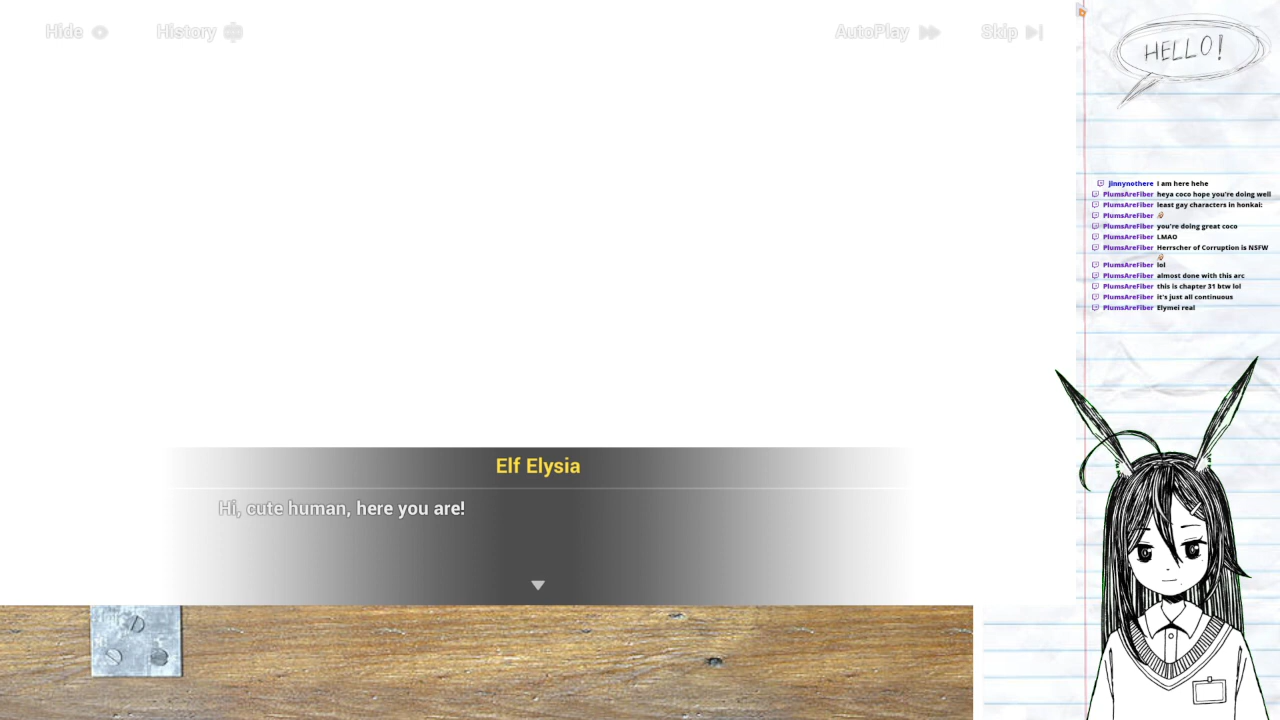 Hide
History
AutoPlay
Skip
HELLO!
jinnynothere I am here hehe
PlumsAreFiber heya coco hope you're doing well
PlumsAreFiber least gay characters in honkai:
PlumsAreFiber
PlumsAreFiber you're doing great coco
PlumsAreFiber LMAO
PlumsAreFiber Herrscher of Corruption is NSFW
PlumsAreFiber lol
PlumsAreFiber almost done with this arc
PlumsAreFiber this is chapter 31 btw lol
PlumsAreFiber it's just all continuous
PlumsAreFiber Elymei real
Elf Elysia
Hi, cute human, here you are!